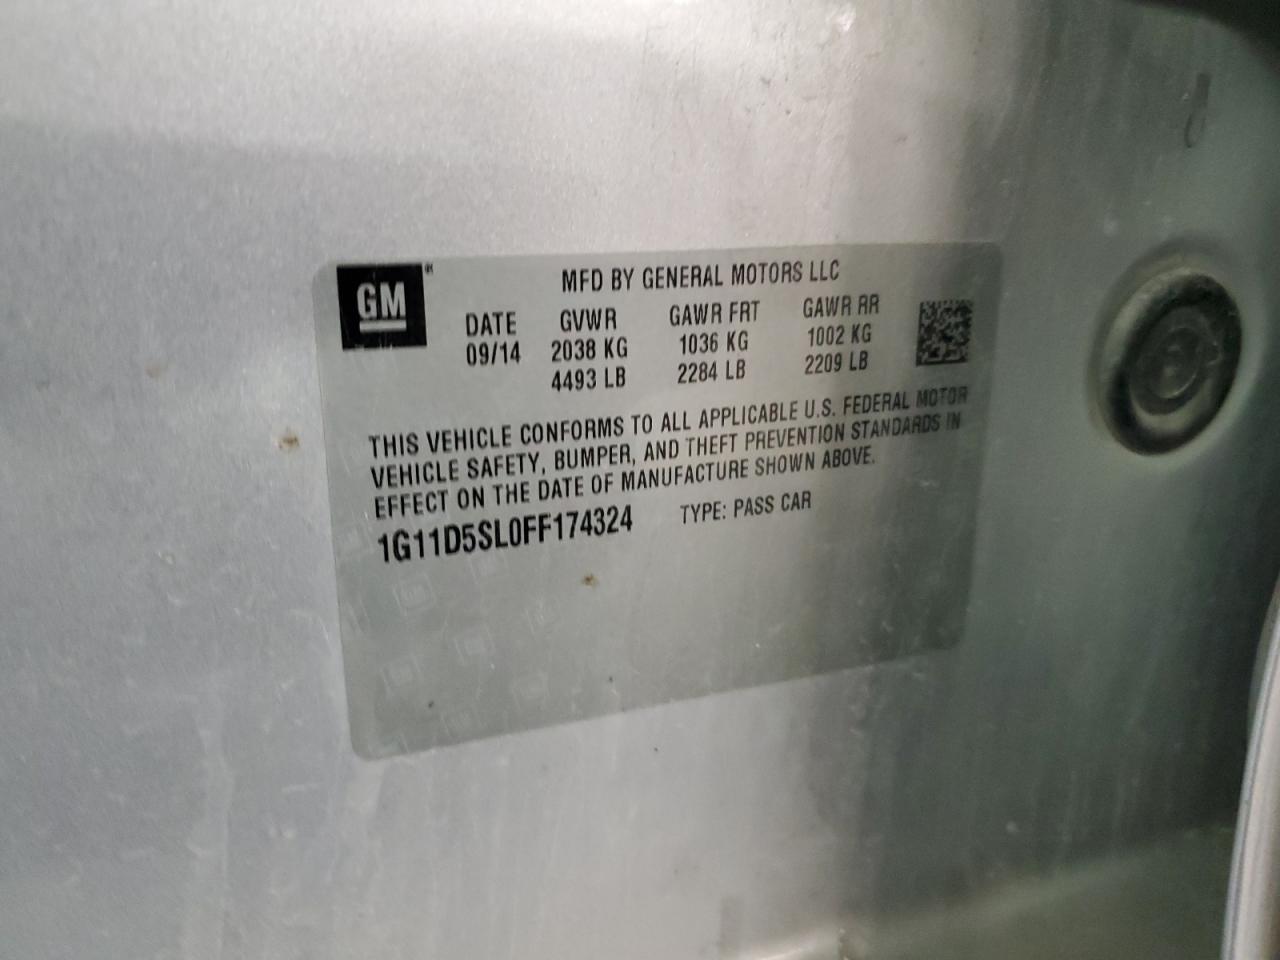 GM
MFD BY GENERAL MOTORS LLC
DATE GVWR GAWR FRT GAWR RR
09/14 2038 KG 1036 KG 1002 KG
4493 LB 2284 LB 2209 LB
THIS VEHICLE CONFORMS TO ALL APPLICABLE U.S. FEDERAL MOTOR
VEHICLE SAFETY, BUMPER, AND THEFT PREVENTION STANDARDS IN
EFFECT ON THE DATE OF MANUFACTURE SHOWN ABOVE.
1G11D5SL0FF174324 TYPE: PASS CAR